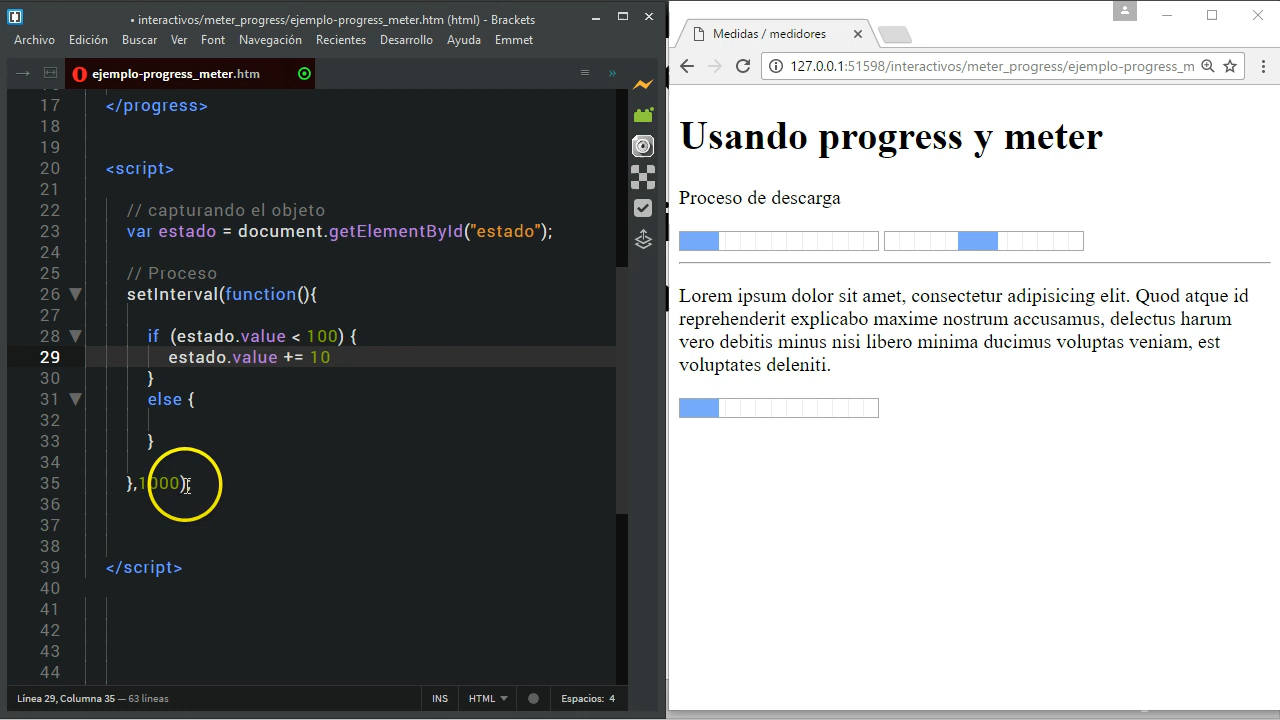 • interactivos/meter_progress/ejemplo-progress_meter.htm (html) - Brackets
Archivo Edición Buscar Ver Font Navegación Recientes Desarrollo Ayuda Emmet
ejemplo-progress_meter.htm
17 </progress>
18
19
20 <script>
21
22 // capturando el objeto
23 var estado = document.getElementById("estado");
24
25 // Proceso
26 setInterval(function(){
27
28 if (estado.value < 100) {
29 estado.value += 10
30 }
31 else {
32
33 }
34
35 },1000);
36
37
38
39 </script>
40
41
42
43
44
Línea 29, Columna 35 — 63 líneas
INS HTML Espacios: 4
Medidas / medidores
127.0.0.1:51598/interactivos/meter_progress/ejemplo-progress_m
Usando progress y meter
Proceso de descarga
Lorem ipsum dolor sit amet, consectetur adipisicing elit. Quod atque id
reprehenderit explicabo maxime nostrum accusamus, delectus harum
vero debitis minus nisi libero minima ducimus voluptas veniam, est
voluptates deleniti.